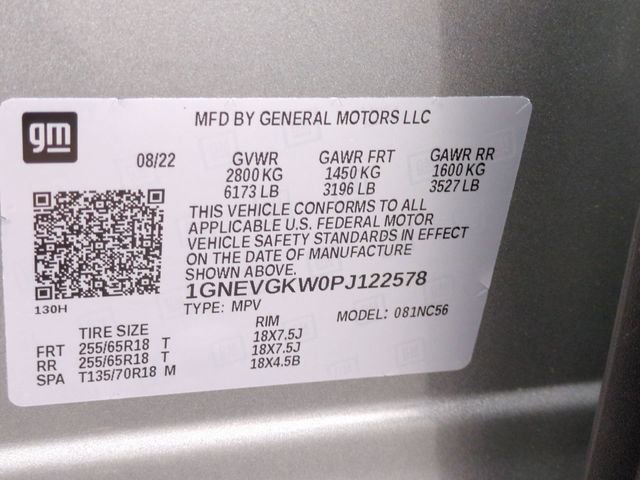 gm
MFD BY GENERAL MOTORS LLC
08/22 GVWR GAWR FRT GAWR RR
2800 KG 1450 KG 1600 KG
6173 LB 3196 LB 3527 LB
THIS VEHICLE CONFORMS TO ALL
APPLICABLE U.S. FEDERAL MOTOR
VEHICLE SAFETY STANDARDS IN EFFECT
ON THE DATE OF MANUFACTURE
SHOWN ABOVE.
1GNEVGKW0PJ122578
130H
TYPE: MPV MODEL: 081NC56
TIRE SIZE RIM
FRT 255/65R18 T 18X7.5J
RR 255/65R18 T 18X7.5J
SPA T135/70R18 M 18X4.5B